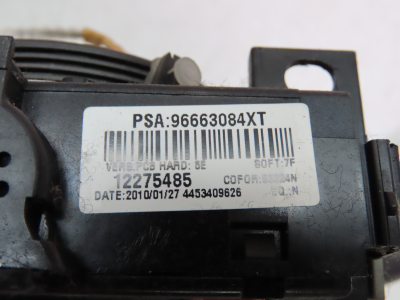 PSA:96663084XT
VERS:PCB HARD: 5E SOFT:7F
12275485 COFOR:
DATE:2010/01/27 4453409626